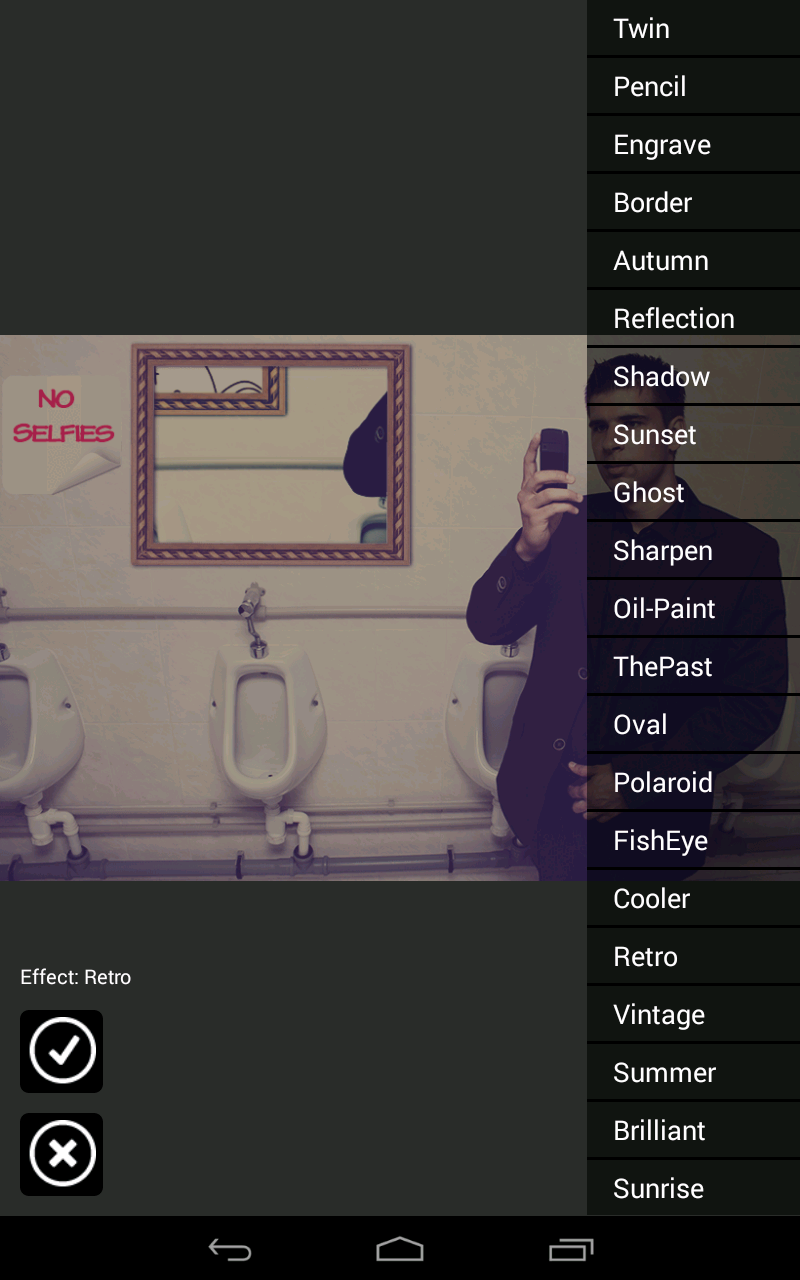 Twin
Pencil
Engrave
Border
Autumn
Reflection
NO
SELFIES
Shadow
Sunset
Ghost
Sharpen
Oil-Paint
ThePast
Oval
Polaroid
FishEye
Cooler
Retro
Vintage
Summer
Brilliant
Sunrise
Effect: Retro